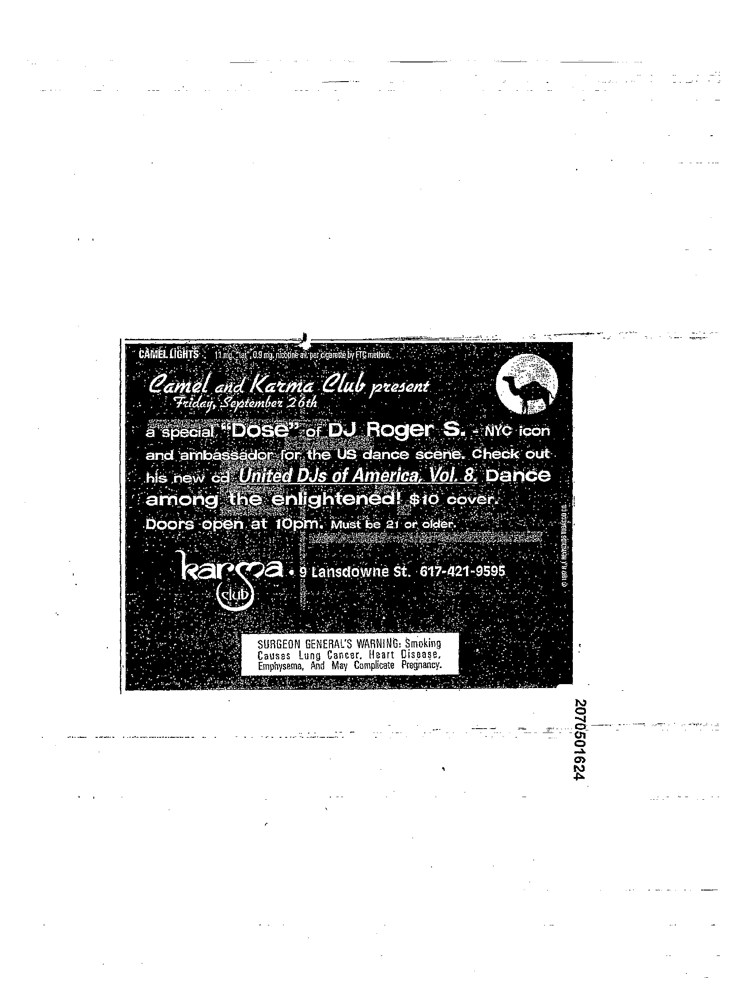 CAMEL LIGHTS 11 mg. "tar", 0.9 mg. nicotine av. per cigarette by FTC method.
Camel and Karma Club present
Friday, September 26th
a special "Dose" of DJ Roger S. - NYC icon
and ambassador for the US dance scene. Check out
his new cd United DJs of America, Vol. 8. Dance
among the enlightened! $10 cover.
Doors open at 10pm. Must be 21 or older.
karma • 9 Lansdowne St. 617-421-9595
club
SURGEON GENERAL'S WARNING: Smoking
Causes Lung Cancer, Heart Disease,
Emphysema, And May Complicate Pregnancy.
2070501624